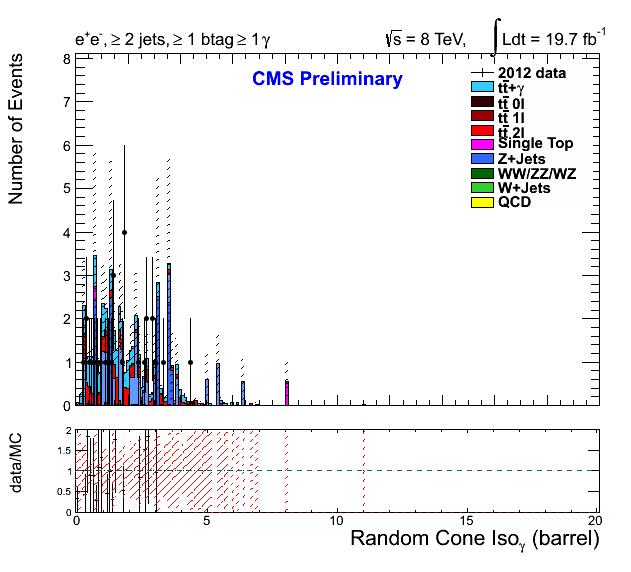 e⁺e⁻, ≥ 2 jets, ≥ 1 btag ≥ 1 γ
√s = 8 TeV, ∫ Ldt = 19.7 fb⁻¹
CMS Preliminary
Number of Events
8
7
6
5
4
3
2
1
0
2012 data
tt̄+γ
tt̄ 0l
tt̄ 1l
tt̄ 2l
Single Top
Z+Jets
WW/ZZ/WZ
W+Jets
QCD
data/MC
2
1.5
1
0.5
0
0 5 10 15 20
Random Cone Isoᵧ (barrel)